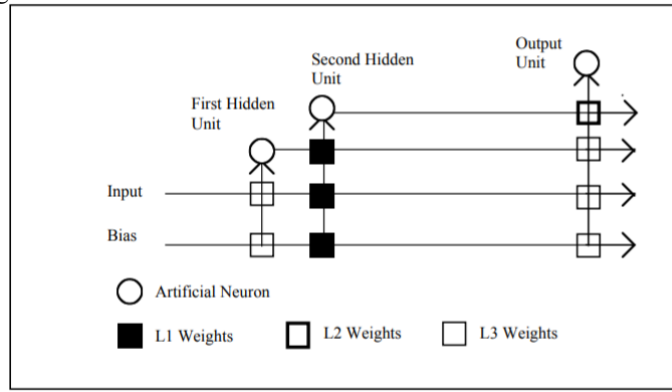 Output
Unit
Second Hidden
Unit
First Hidden
Unit
Input
Bias
Artificial Neuron
L1 Weights
L2 Weights
L3 Weights